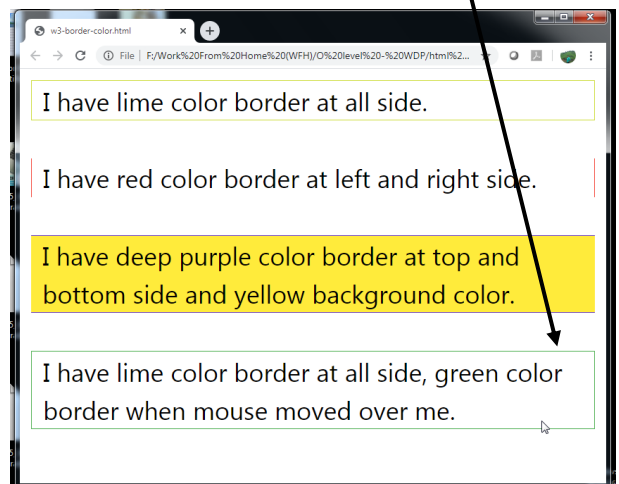 w3-border-color.html
File | F:/Work%20From%20Home%20(WFH)/O%20level%20-%20WDP/html%2...
I have lime color border at all side.
I have red color border at left and right side.
I have deep purple color border at top and
bottom side and yellow background color.
I have lime color border at all side, green color
border when mouse moved over me.